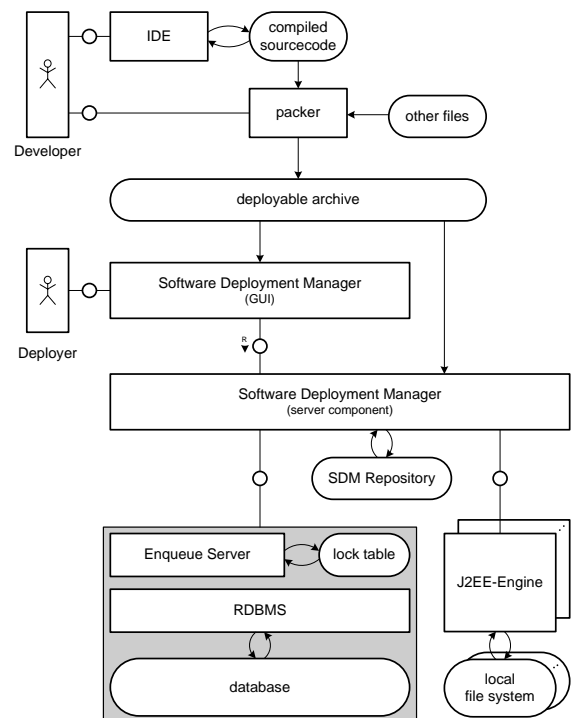 IDE
compiled
sourcecode
packer
other files
Developer
deployable archive
Software Deployment Manager
(GUI)
Deployer
R
Software Deployment Manager
(server component)
SDM Repository
Enqueue Server
lock table
J2EE-Engine
RDBMS
database
local
file system